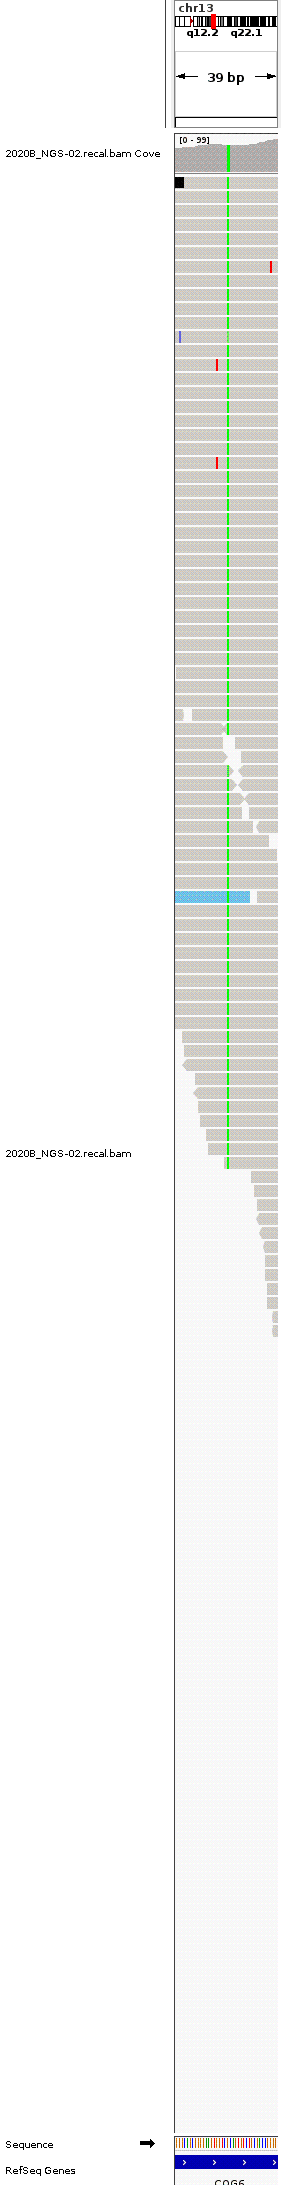 chr13
q12.2 q22.1
39 bp
[0 - 99]
2020B_NGS-02.recal.bam Cove
2020B_NGS-02.recal.bam
Sequence
RefSeq Genes
COG6